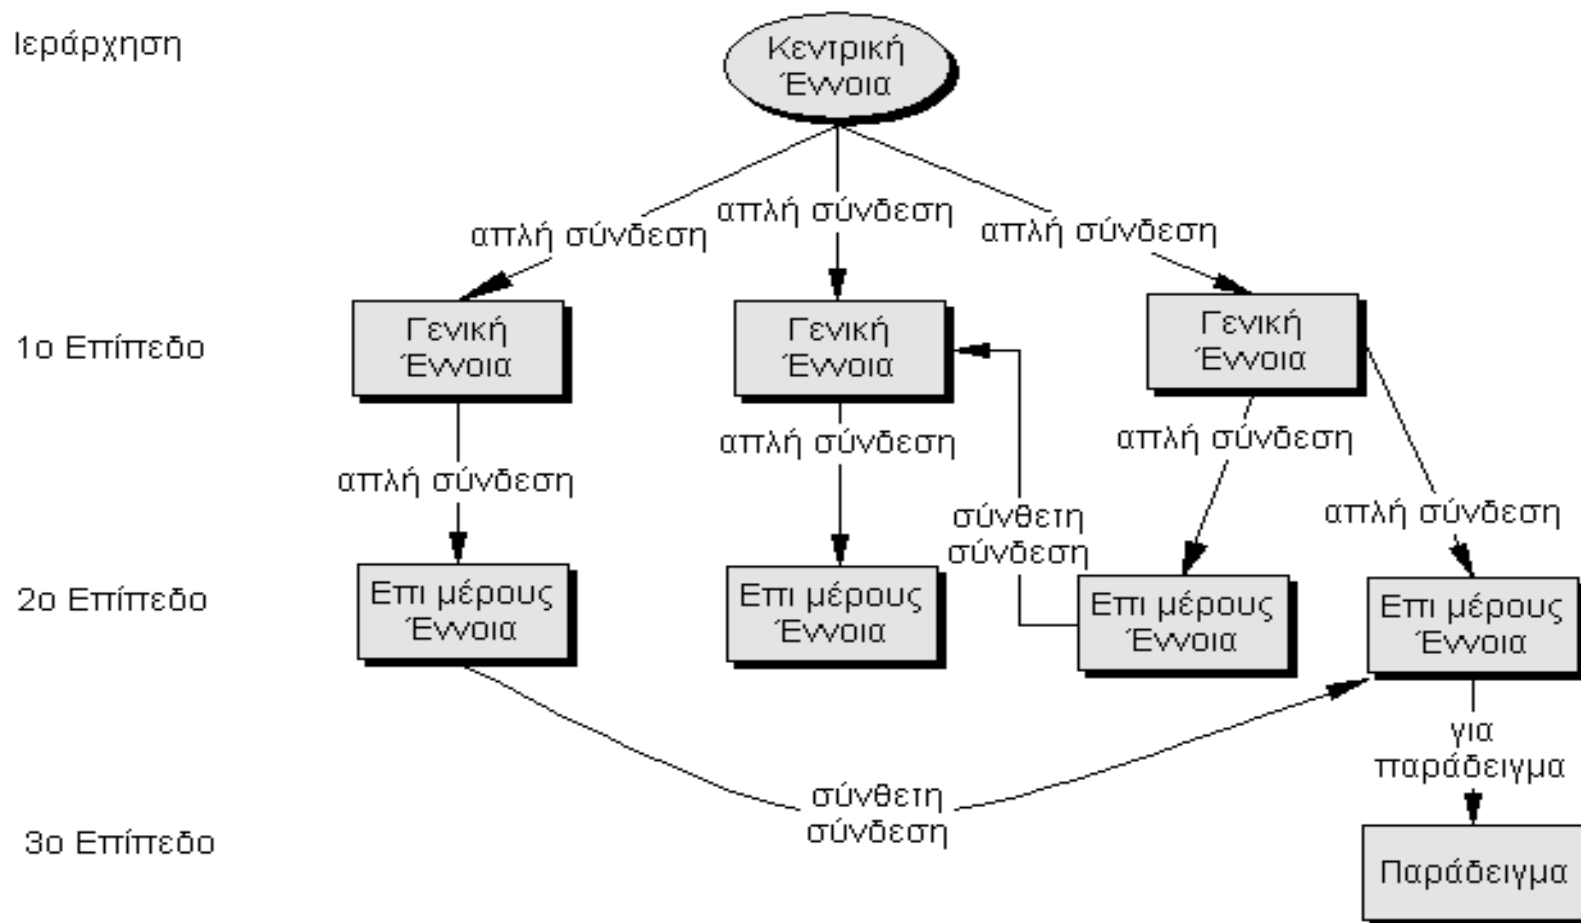 Ιεράρχηση
Κεντρική
Έννοια
απλή σύνδεση
απλή σύνδεση
απλή σύνδεση
1ο Επίπεδο
Γενική
Έννοια
Γενική
Έννοια
Γενική
Έννοια
απλή σύνδεση
απλή σύνδεση
απλή σύνδεση
απλή σύνδεση
σύνθετη
σύνδεση
2ο Επίπεδο
Επι μέρους
Έννοια
Επι μέρους
Έννοια
Επι μέρους
Έννοια
Επι μέρους
Έννοια
για
παράδειγμα
σύνθετη
σύνδεση
3ο Επίπεδο
Παράδειγμα